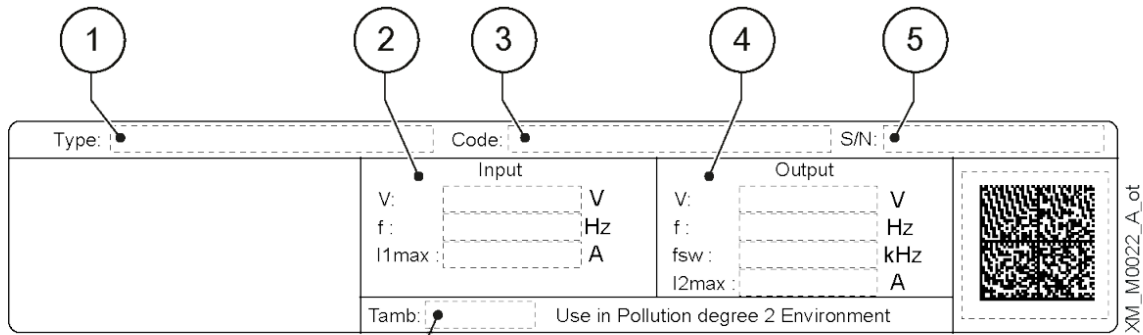 1 2 3 4 5
Type: Code: S/N:
Input Output
V: V V: V
f : Hz f : Hz
I1max : A fsw : kHz
I2max : A
Tamb: Use in Pollution degree 2 Environment
XM_M0022_A_ot